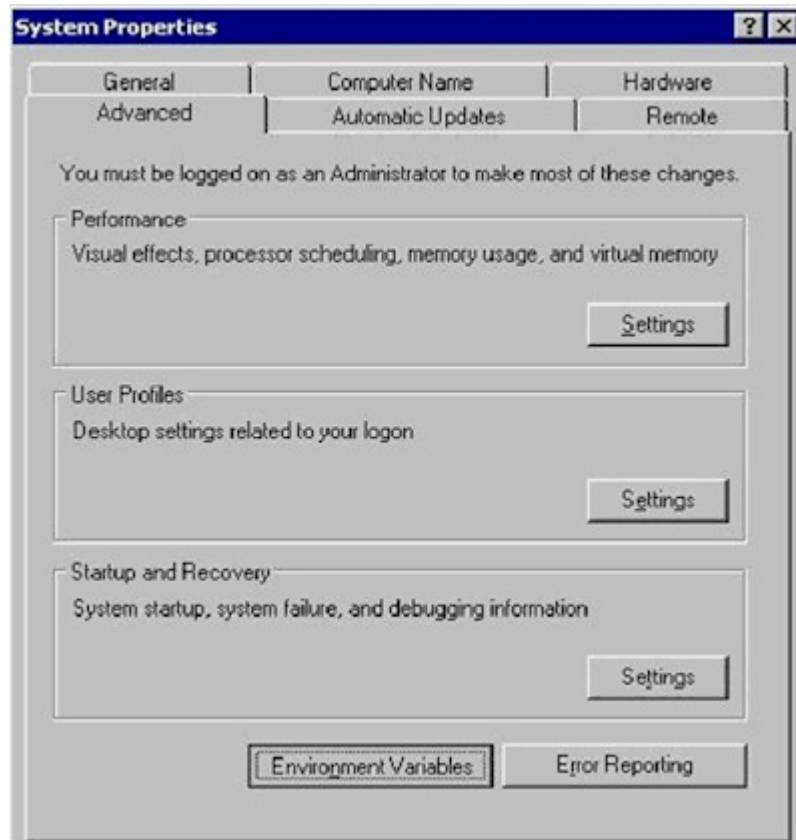 System Properties
General Computer Name Hardware
Advanced Automatic Updates Remote
You must be logged on as an Administrator to make most of these changes.
Performance
Visual effects, processor scheduling, memory usage, and virtual memory
Settings
User Profiles
Desktop settings related to your logon
Settings
Startup and Recovery
System startup, system failure, and debugging information
Settings
Environment Variables Error Reporting